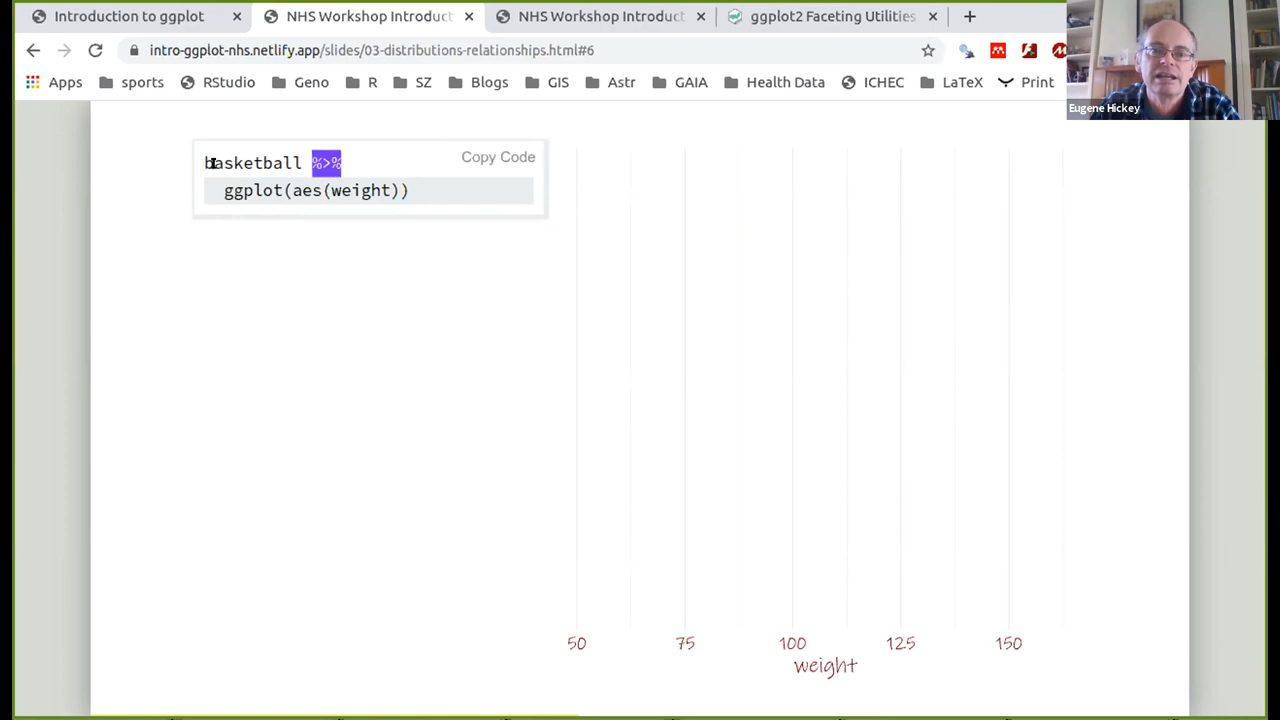 Introduction to ggplot
NHS Workshop Introduct
NHS Workshop Introduct
ggplot2 Faceting Utilities
intro-ggplot-nhs.netlify.app/slides/03-distributions-relationships.html#6
Apps
sports
RStudio
Geno
R
SZ
Blogs
GIS
Astr
GAIA
Health Data
ICHEC
LaTeX
Print
Eugene Hickey
basketball %>%
Copy Code
ggplot(aes(weight))
50 75 100 125 150
weight